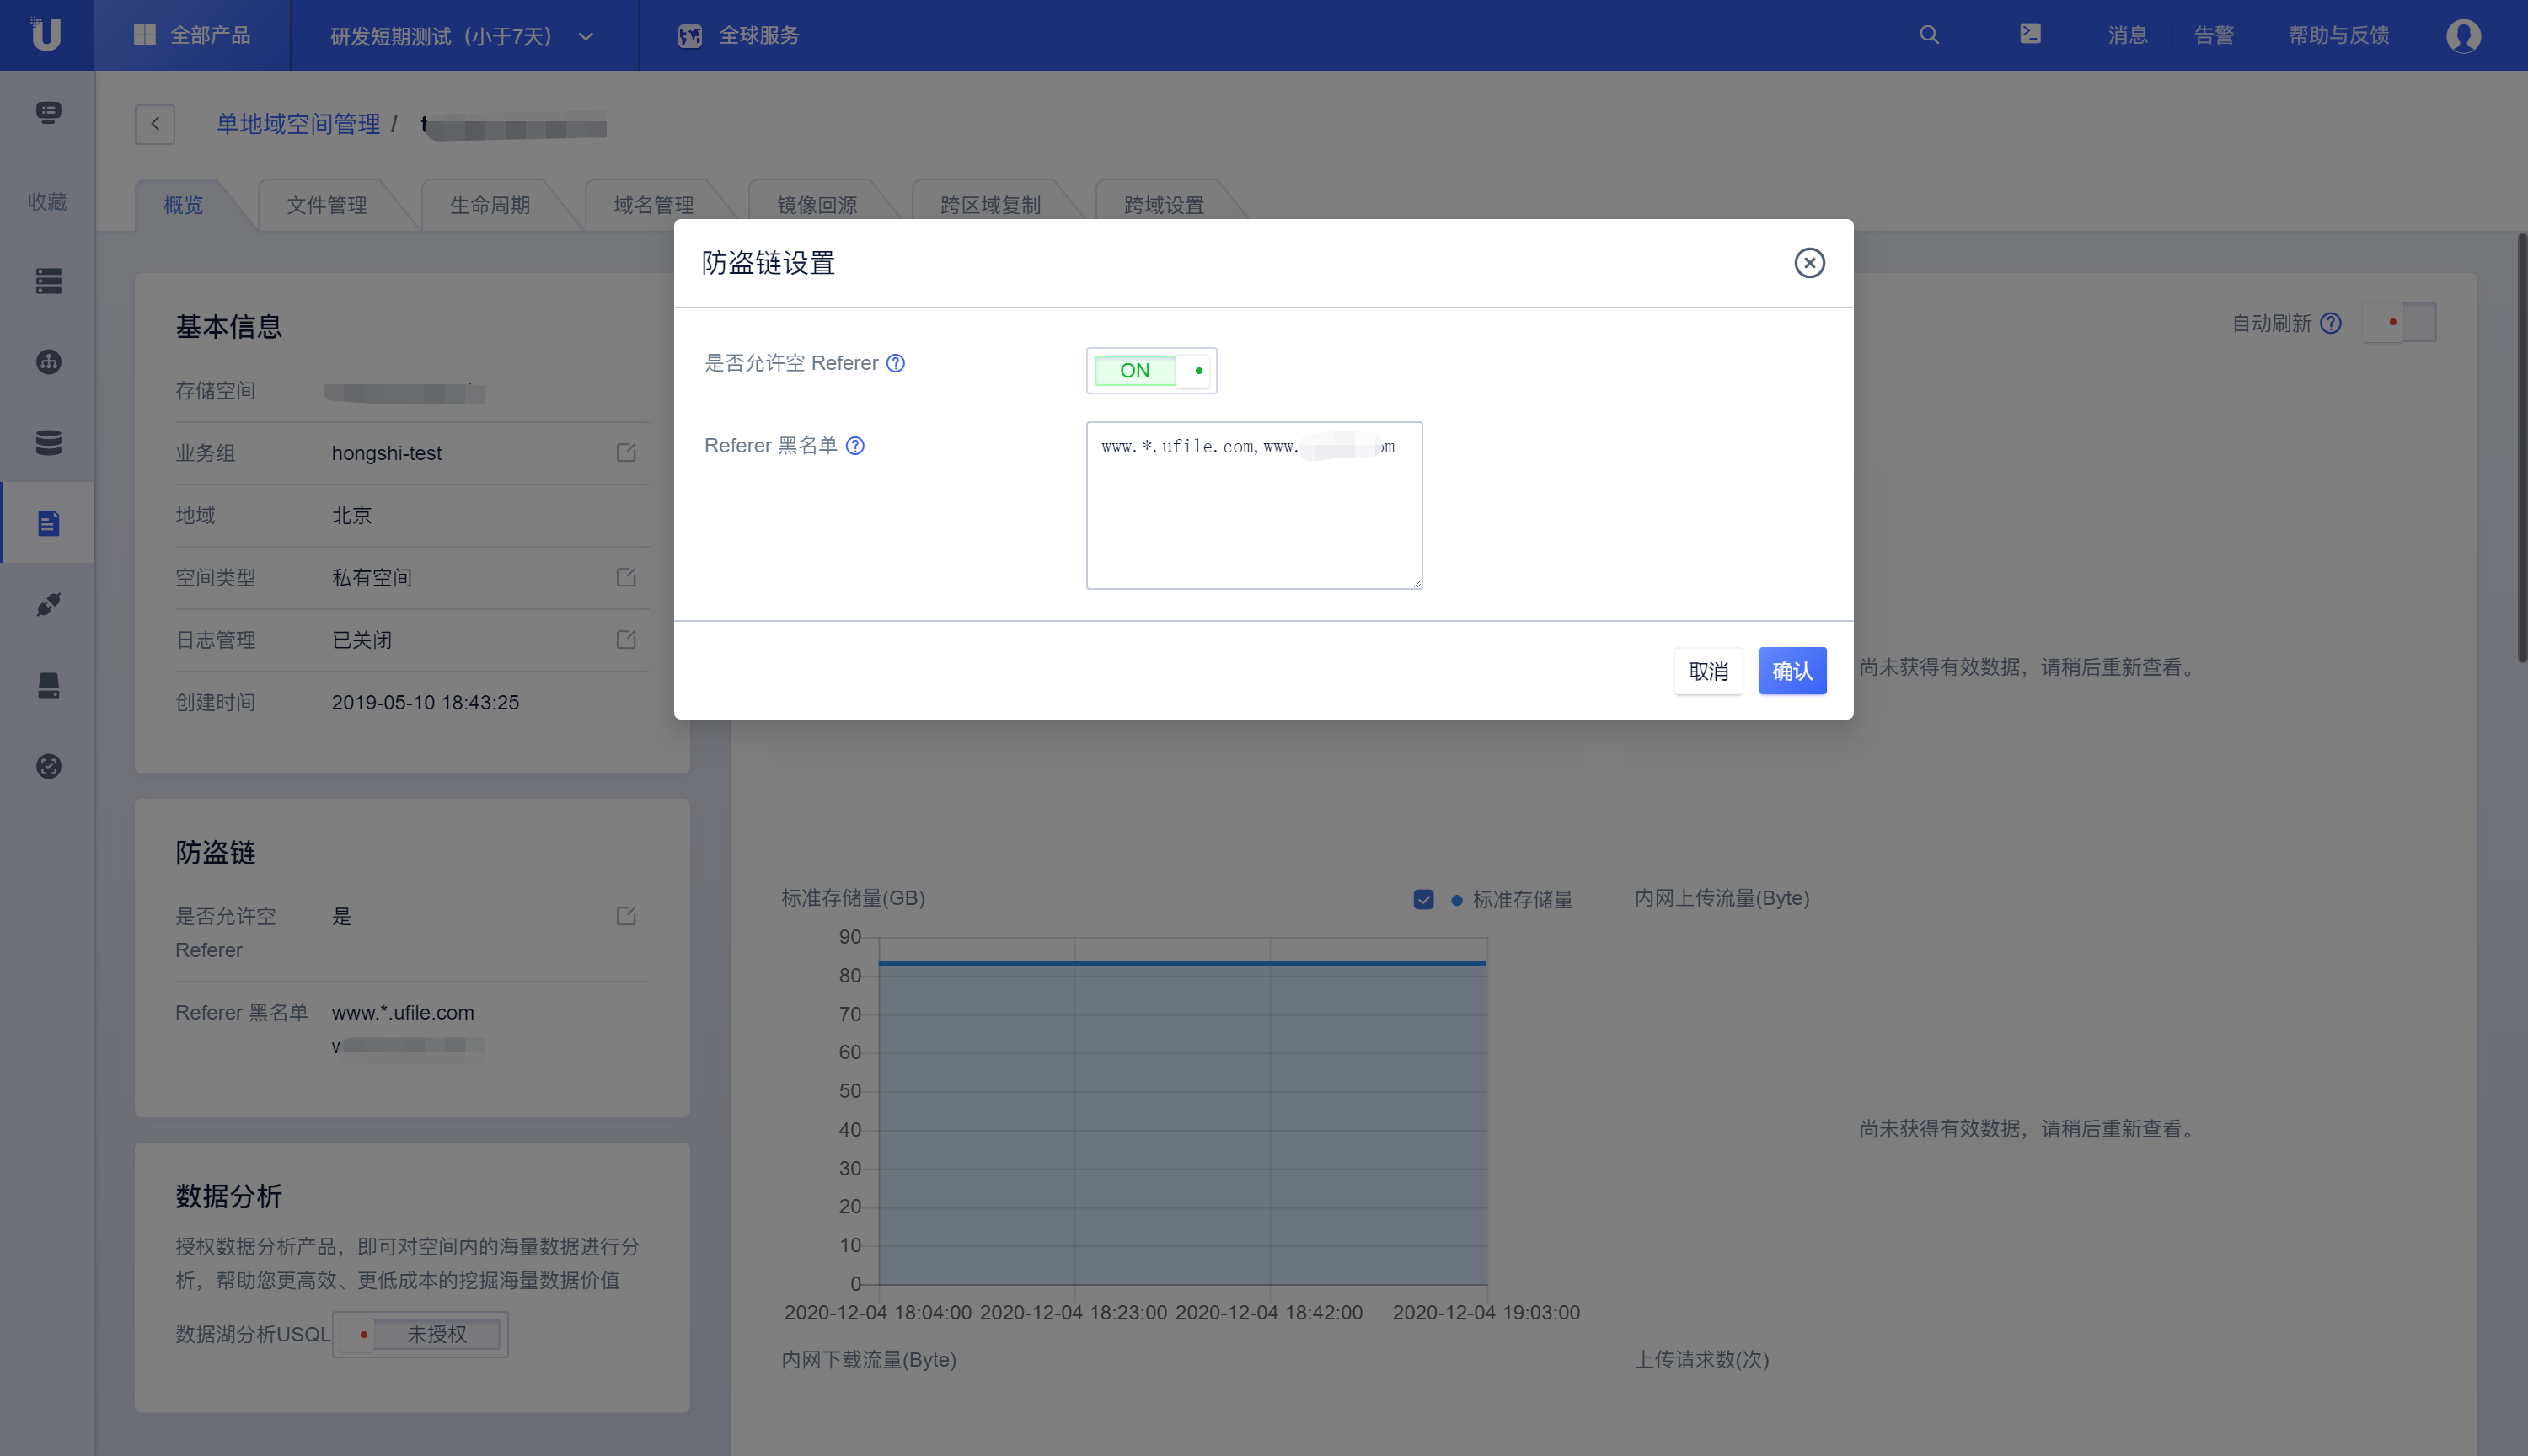 全部产品
研发短期测试（小于7天）
全球服务
消息
告警
帮助与反馈
收藏
单地域空间管理 / t
概览
文件管理
生命周期
域名管理
镜像回源
跨区域复制
跨域设置
防盗链设置
是否允许空 Referer
ON
Referer 黑名单
www.*.ufile.com,www.
取消
确认
自动刷新
基本信息
存储空间
业务组 hongshi-test
地域 北京
空间类型 私有空间
日志管理 已关闭
创建时间 2019-05-10 18:43:25
防盗链
是否允许空 是
Referer
Referer 黑名单 www.*.ufile.com
数据分析
授权数据分析产品，即可对空间内的海量数据进行分
析，帮助您更高效、更低成本的挖掘海量数据价值
数据湖分析USQL 未授权
尚未获得有效数据，请稍后重新查看。
标准存储量(GB)
标准存储量
90
80
70
60
50
40
30
20
10
0
2020-12-04 18:04:00 2020-12-04 18:23:00 2020-12-04 18:42:00 2020-12-04 19:03:00
内网上传流量(Byte)
尚未获得有效数据，请稍后重新查看。
内网下载流量(Byte)
上传请求数(次)